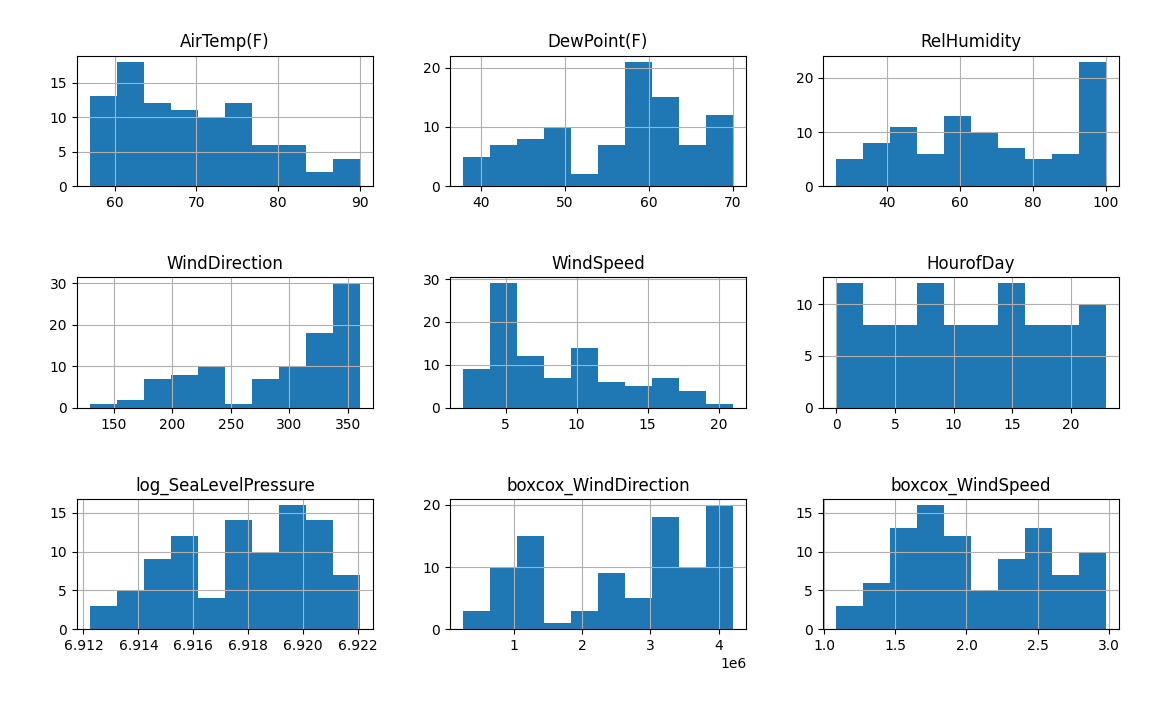 AirTemp(F)
15
10
5
0
60 70 80 90
DewPoint(F)
20
10
0
40 50 60 70
RelHumidity
20
10
0
40 60 80 100
WindDirection
30
20
10
0
150 200 250 300 350
WindSpeed
30
20
10
0
5 10 15 20
HourofDay
10
5
0
0 5 10 15 20
log_SeaLevelPressure
15
10
5
0
6.912 6.914 6.916 6.918 6.920 6.922
boxcox_WindDirection
20
10
0
1 2 3 4
1e6
boxcox_WindSpeed
15
10
5
0
1.0 1.5 2.0 2.5 3.0